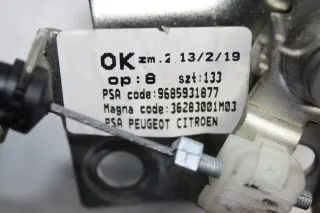 OK zm.2 13/2/19
op:8 szt:133
PSA code:9685931877
Magna code:36283001M03
PSA PEUGEOT CITROEN